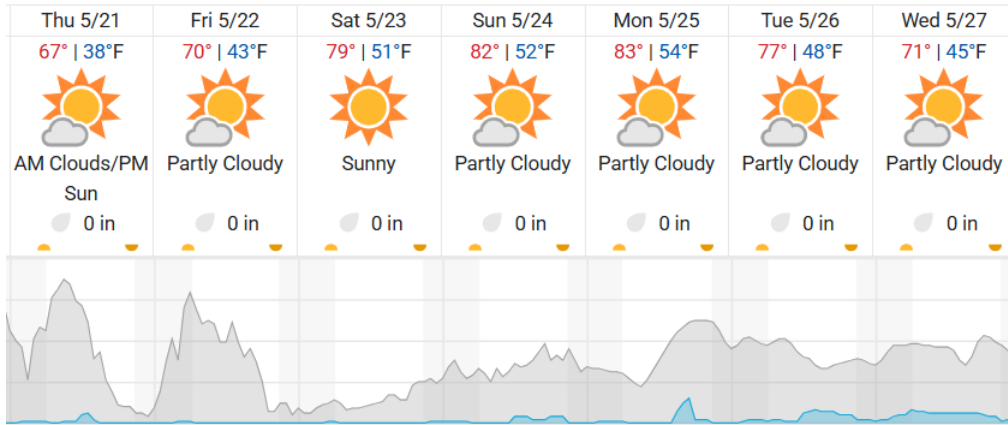 Thu 5/21 Fri 5/22 Sat 5/23 Sun 5/24 Mon 5/25 Tue 5/26 Wed 5/27
67° | 38°F 70° | 43°F 79° | 51°F 82° | 52°F 83° | 54°F 77° | 48°F 71° | 45°F
AM Clouds/PM Partly Cloudy Sunny Partly Cloudy Partly Cloudy Partly Cloudy Partly Cloudy
Sun
0 in 0 in 0 in 0 in 0 in 0 in 0 in